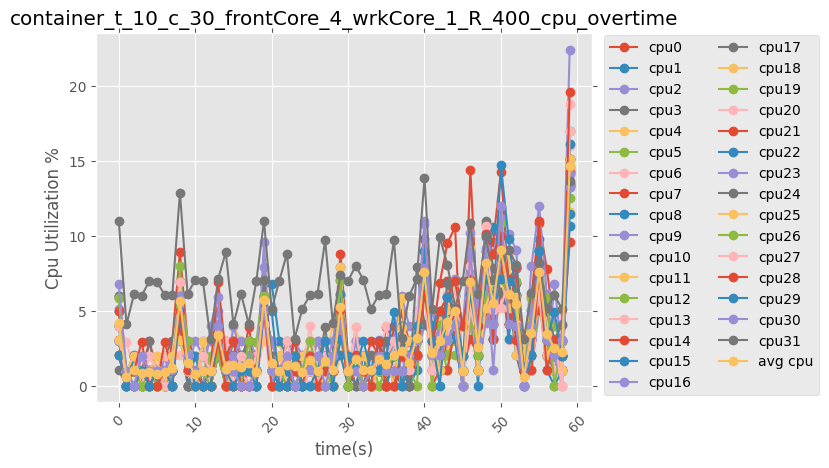 container_t_10_c_30_frontCore_4_wrkCore_1_R_400_cpu_overtime
Cpu Utilization %
20
15
10
5
0
0
10
20
30
40
50
60
time(s)
cpu0
cpu1
cpu2
cpu3
cpu4
cpu5
cpu6
cpu7
cpu8
cpu9
cpu10
cpu11
cpu12
cpu13
cpu14
cpu15
cpu16
cpu17
cpu18
cpu19
cpu20
cpu21
cpu22
cpu23
cpu24
cpu25
cpu26
cpu27
cpu28
cpu29
cpu30
cpu31
avg cpu